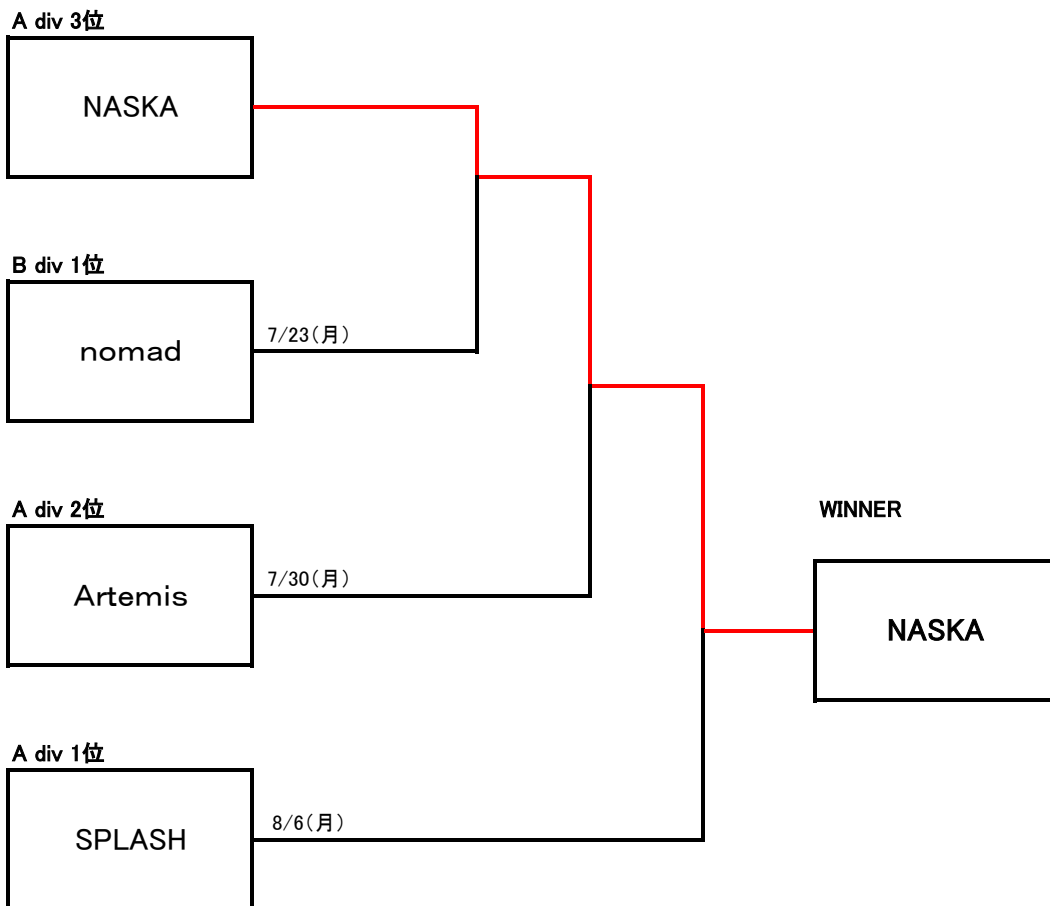 A div 3位
NASKA
B div 1位
nomad
7/23(月)
A div 2位
Artemis
7/30(月)
WINNER
NASKA
A div 1位
SPLASH
8/6(月)